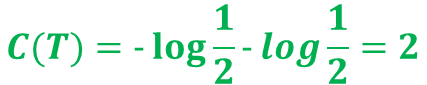 C(T) = - log 1/2 - log 1/2 = 2